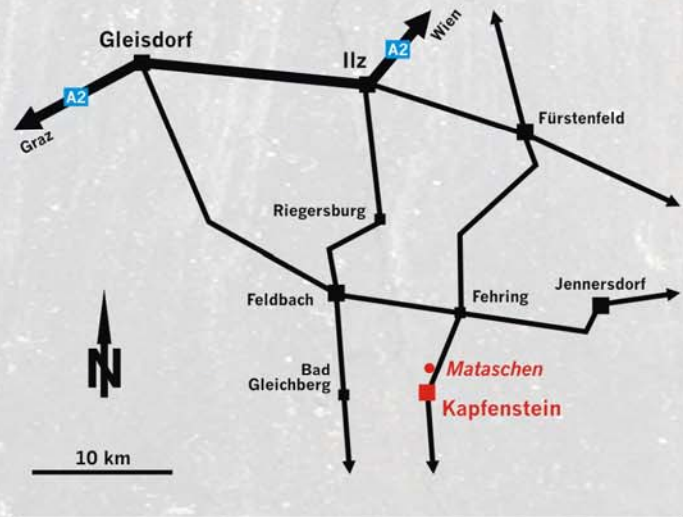 Gleisdorf
Ilz
A2
Wien
A2
Graz
Fürstenfeld
Riegersburg
Feldbach
Fehring
Jennersdorf
Bad
Gleichberg
Mataschen
Kapfenstein
N
10 km